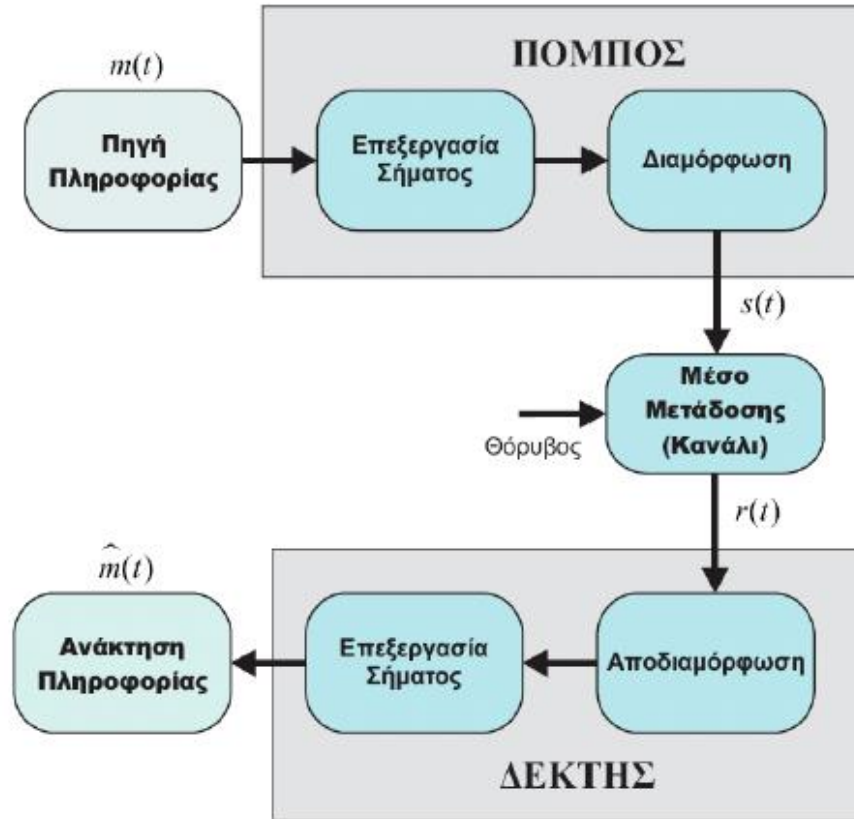 ΠΟΜΠΟΣ
m(t)
Πηγή
Πληροφορίας
Επεξεργασία
Σήματος
Διαμόρφωση
s(t)
Μέσο
Μετάδοσης
(Κανάλι)
Θόρυβος
r(t)
m̂(t)
Ανάκτηση
Πληροφορίας
Επεξεργασία
Σήματος
Αποδιαμόρφωση
ΔΕΚΤΗΣ